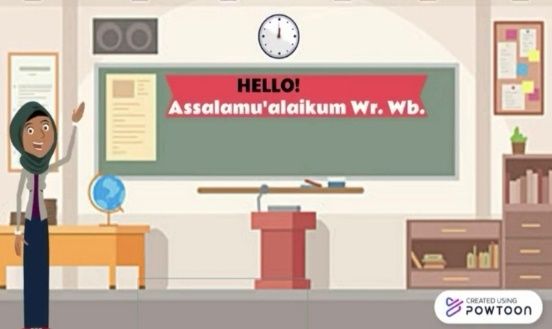 HELLO!
Assalamu'alaikum Wr. Wb.
CREATED USING
POWTOON